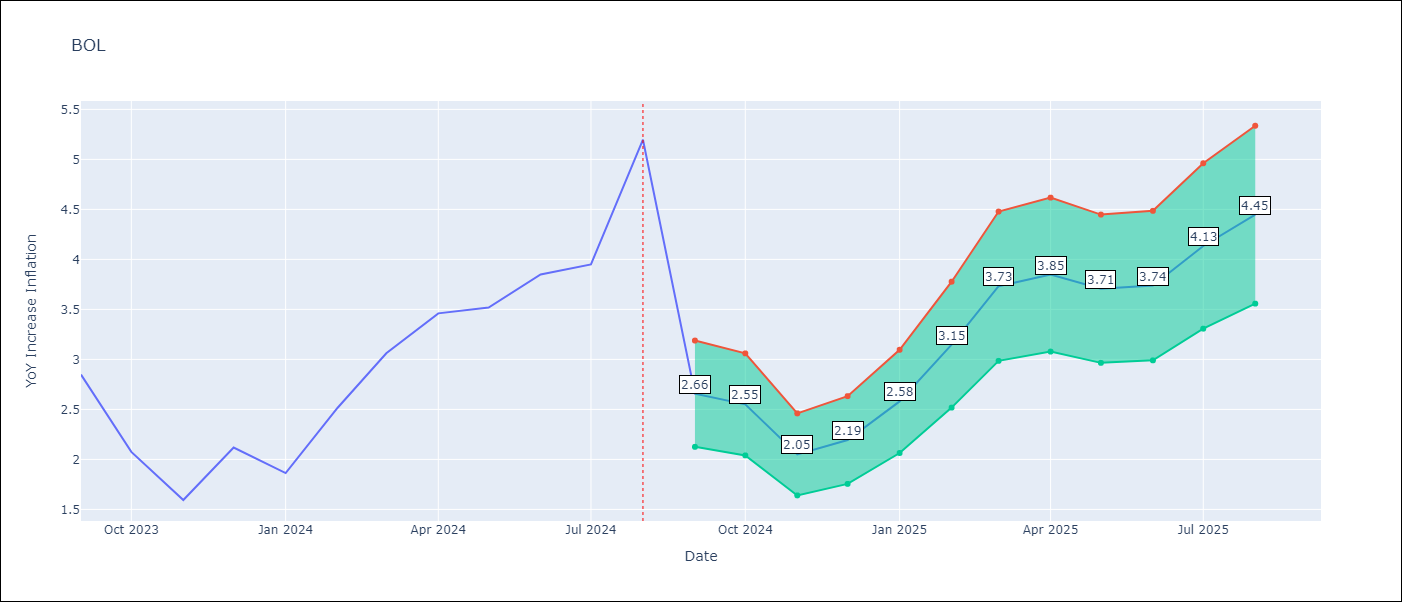 BOL
5.5
5
4.5
4
3.5
3
2.5
2
1.5
YoY Increase Inflation
2.66
2.55
2.05
2.19
2.58
3.15
3.73
3.85
3.71
3.74
4.13
4.45
Oct 2023
Jan 2024
Apr 2024
Jul 2024
Oct 2024
Jan 2025
Apr 2025
Jul 2025
Date